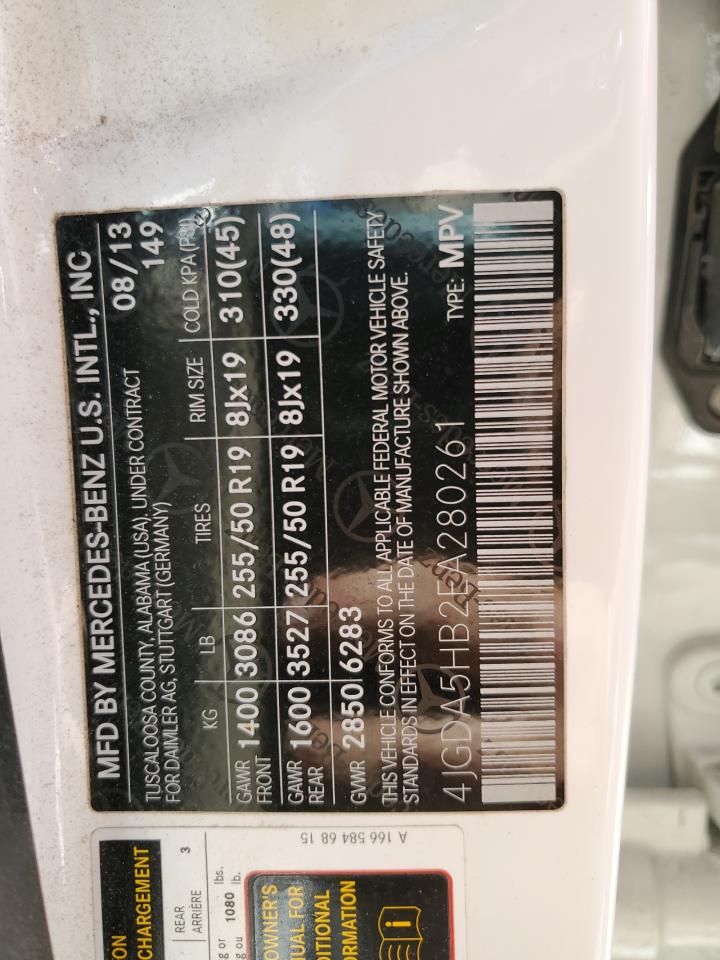 MFD BY MERCEDES-BENZ U.S. INTL., INC
TUSCALOOSA COUNTY, ALABAMA (USA). UNDER CONTRACT 08/13
FOR DAIMLER AG, STUTTGART (GERMANY) 149
KG LB TIRES RIM SIZE COLD KPA(PSI)
GAWR FRONT 1400 3086 255/50 R19 8Jx19 310(45)
GAWR REAR 1600 3527 255/50 R19 8Jx19 330(48)
GVWR 2850 6283
THIS VEHICLE CONFORMS TO ALL APPLICABLE FEDERAL MOTOR VEHICLE SAFETY
STANDARDS IN EFFECT ON THE DATE OF MANUFACTURE SHOWN ABOVE.
4JGDA5HB2EA280261 TYPE: MPV
ON
CHARGEMENT
REAR 3
ARRIÈRE
g or lbs.
g ou 1080 lb.
OWNER'S
UAL FOR
DITIONAL
ORMATION
A 166 584 68 15